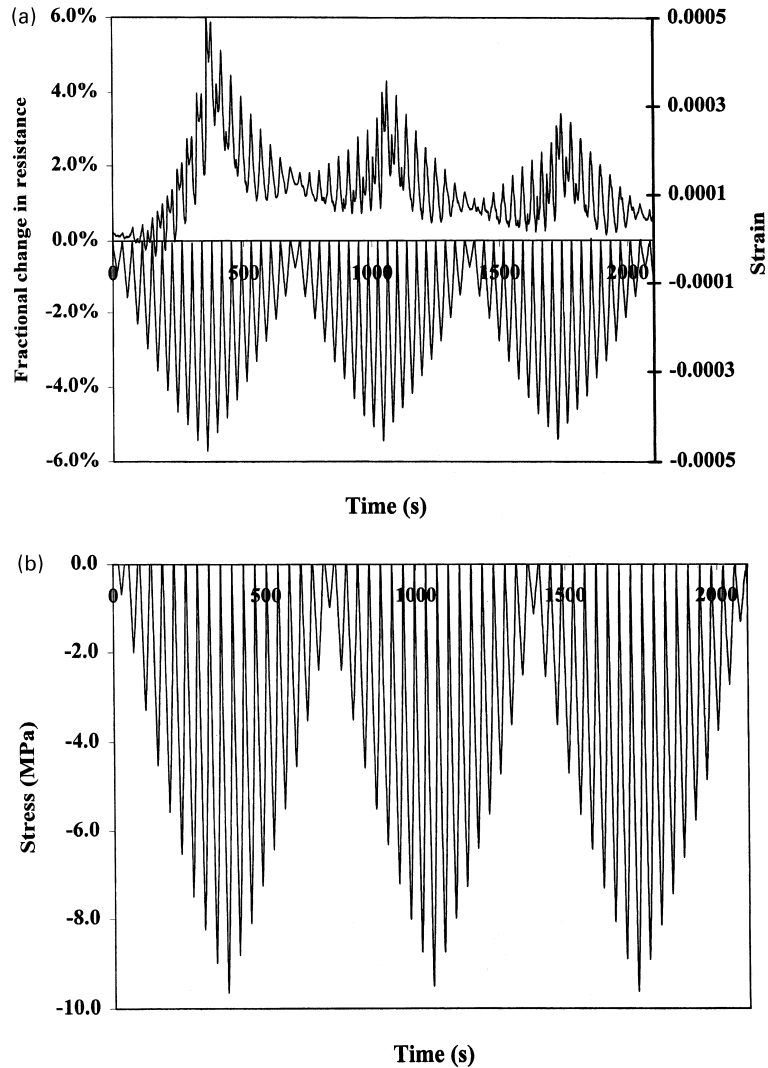 (a)
6.0%
4.0%
2.0%
0.0%
-2.0%
-4.0%
-6.0%
Fractional change in resistance
0 500 1000 1500 2000
0.0005
0.0003
0.0001
-0.0001
-0.0003
-0.0005
Strain
Time (s)
(b)
0.0
-2.0
-4.0
-6.0
-8.0
-10.0
Stress (MPa)
0 500 1000 1500 2000
Time (s)